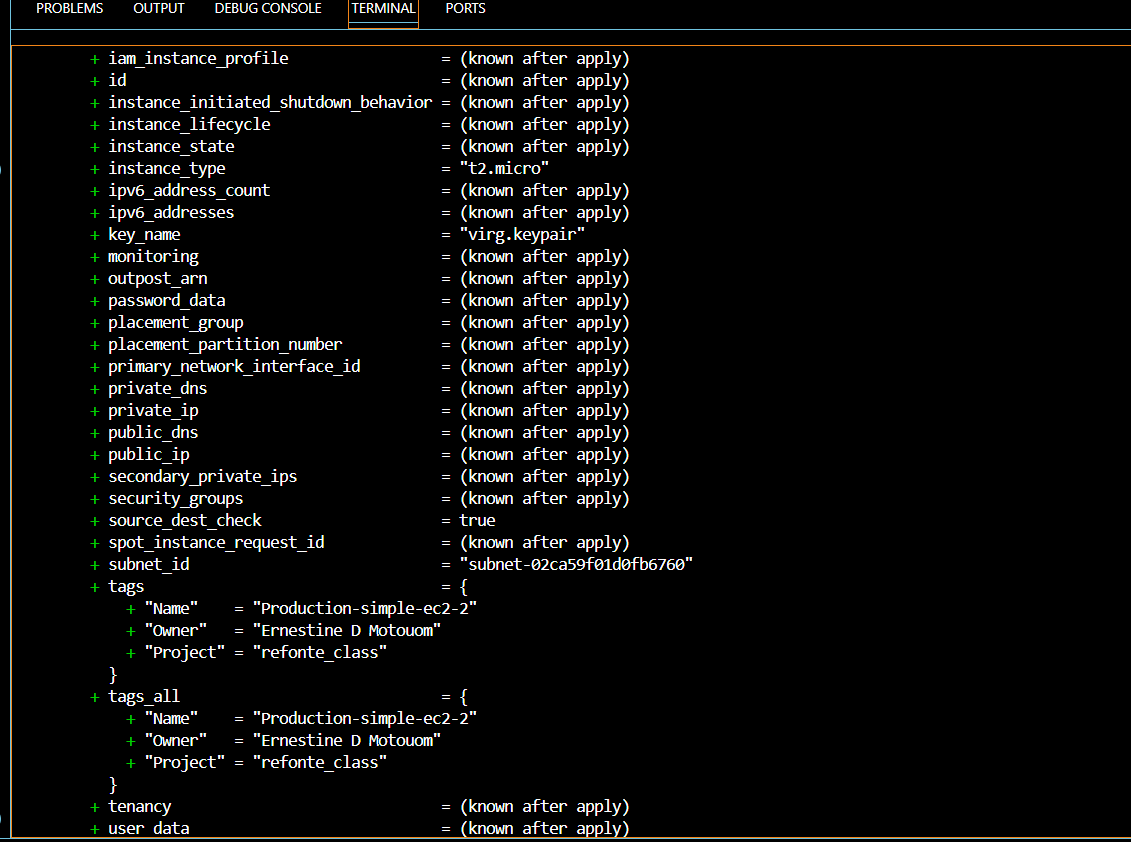 PROBLEMS OUTPUT DEBUG CONSOLE TERMINAL PORTS
+ iam_instance_profile = (known after apply)
+ id = (known after apply)
+ instance_initiated_shutdown_behavior = (known after apply)
+ instance_lifecycle = (known after apply)
+ instance_state = (known after apply)
+ instance_type = "t2.micro"
+ ipv6_address_count = (known after apply)
+ ipv6_addresses = (known after apply)
+ key_name = "virg.keypair"
+ monitoring = (known after apply)
+ outpost_arn = (known after apply)
+ password_data = (known after apply)
+ placement_group = (known after apply)
+ placement_partition_number = (known after apply)
+ primary_network_interface_id = (known after apply)
+ private_dns = (known after apply)
+ private_ip = (known after apply)
+ public_dns = (known after apply)
+ public_ip = (known after apply)
+ secondary_private_ips = (known after apply)
+ security_groups = (known after apply)
+ source_dest_check = true
+ spot_instance_request_id = (known after apply)
+ subnet_id = "subnet-02ca59f01d0fb6760"
+ tags = {
+ "Name" = "Production-simple-ec2-2"
+ "Owner" = "Ernestine D Motouom"
+ "Project" = "refonte_class"
}
+ tags_all = {
+ "Name" = "Production-simple-ec2-2"
+ "Owner" = "Ernestine D Motouom"
+ "Project" = "refonte_class"
}
+ tenancy = (known after apply)
+ user_data = (known after apply)